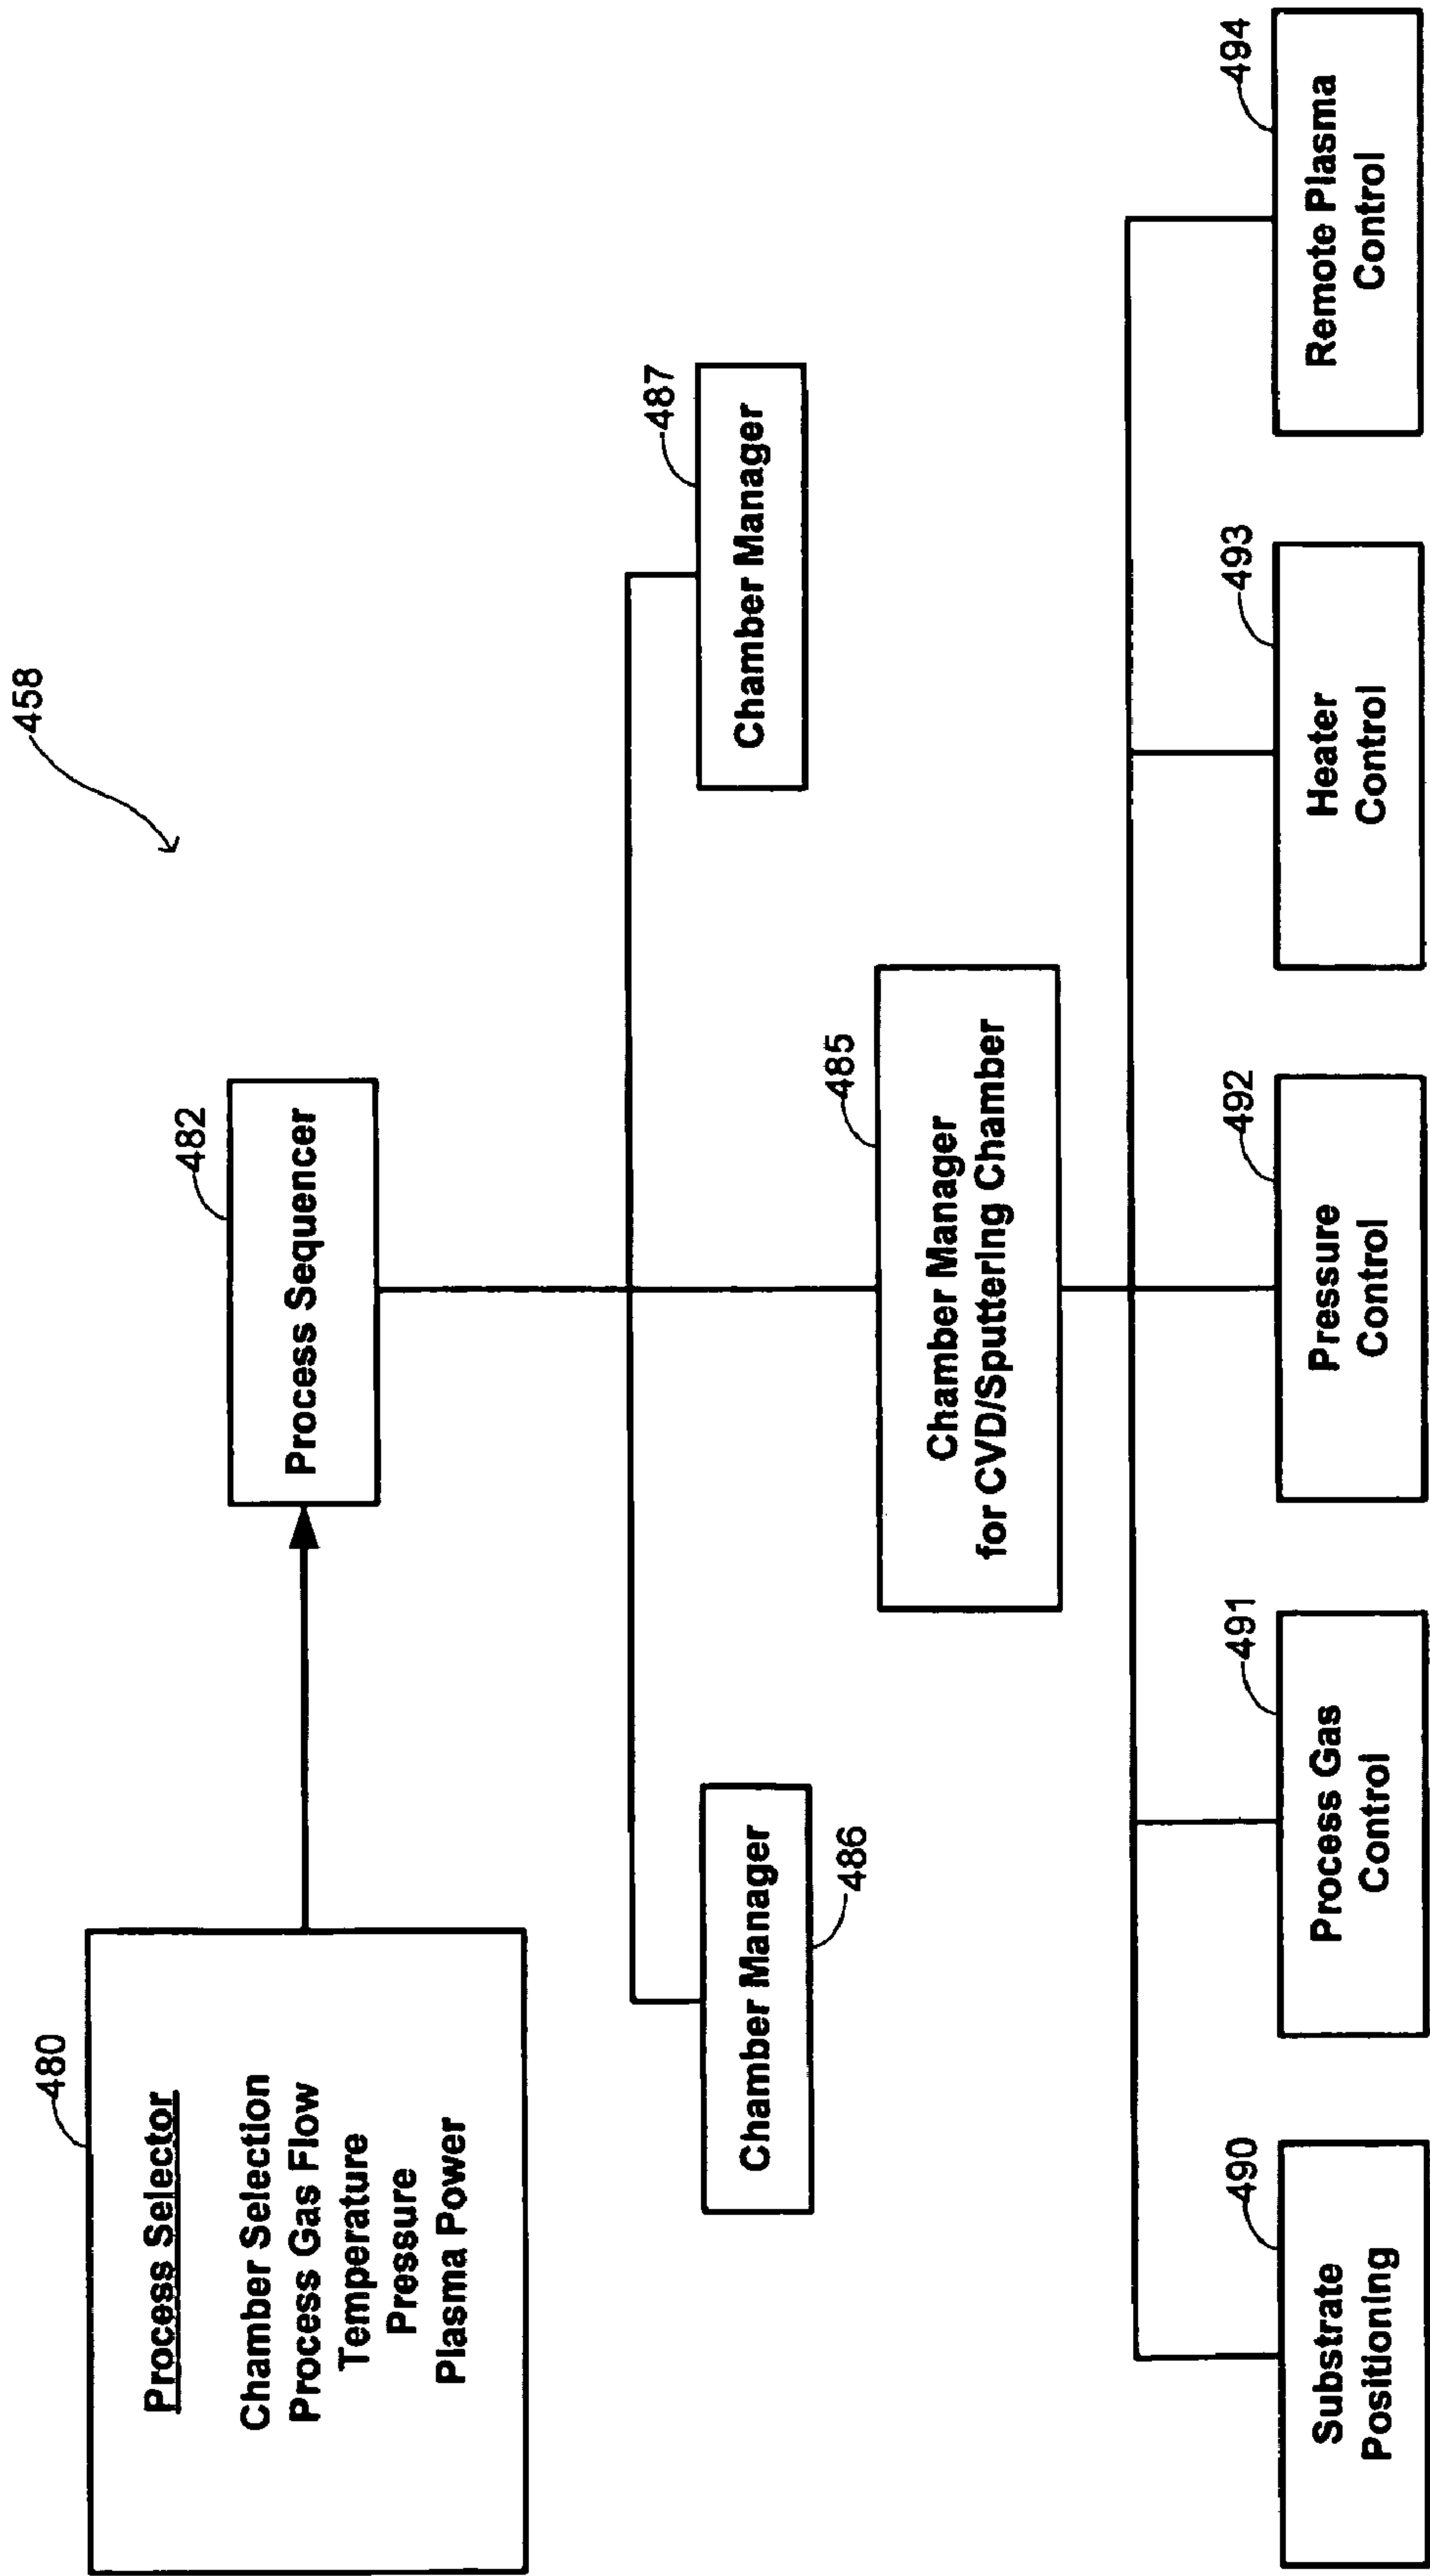 458
480
Process Selector
Chamber Selection
Process Gas Flow
Temperature
Pressure
Plasma Power
482
Process Sequencer
486
Chamber Manager
487
Chamber Manager
485
Chamber Manager
for CVD/Sputtering Chamber
490
Substrate
Positioning
491
Process Gas
Control
492
Pressure
Control
493
Heater
Control
494
Remote Plasma
Control